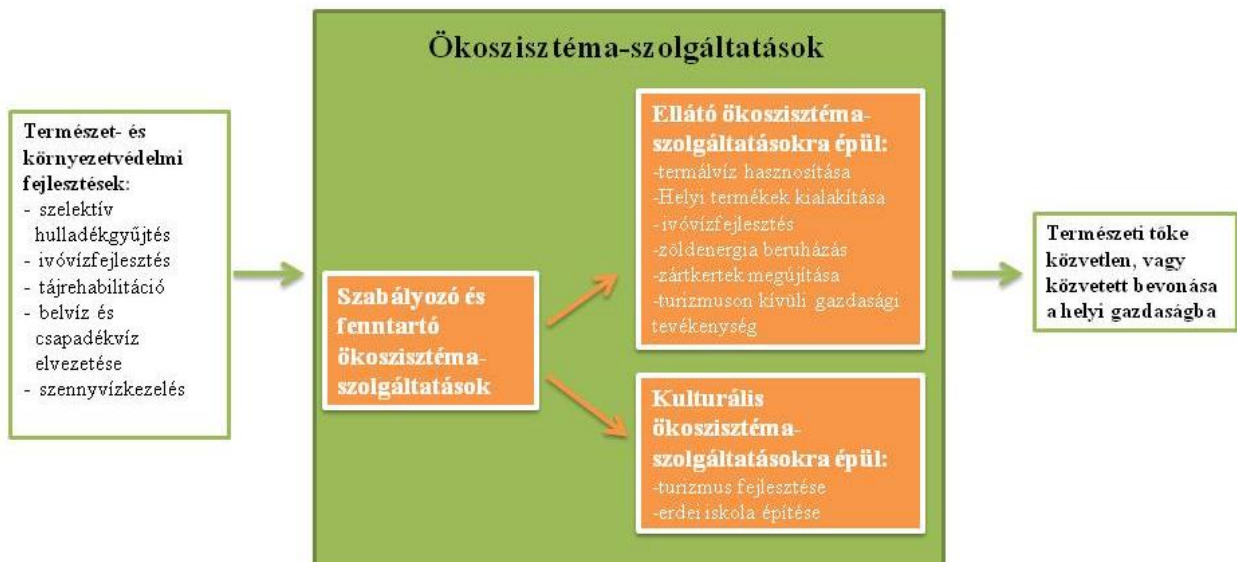 Ökoszisztéma-szolgáltatások
Természet- és
környezetvédelmi
fejlesztések:
- szelektív
hulladékgyűjtés
- ivóvízfejlesztés
- tájrehabilitáció
- belvíz és
csapadékvíz
elvezetése
- szennyvízkezelés
Szabályozó és
fenntartó
ökoszisztéma-
szolgáltatások
Ellátó ökoszisztéma-
szolgáltatásokra épül:
-termálvíz hasznosítása
-Helyi termékek kialakítása
-ivóvízfejlesztés
-zöldenergia beruházás
-zártkertek megújítása
-turizmuson kívüli gazdasági
tevékenység
Kulturális
ökoszisztéma-
szolgáltatásokra épül:
-turizmus fejlesztése
-erdei iskola építése
Természeti tőke
közvetlen, vagy
közvetett bevonása
a helyi gazdaságba